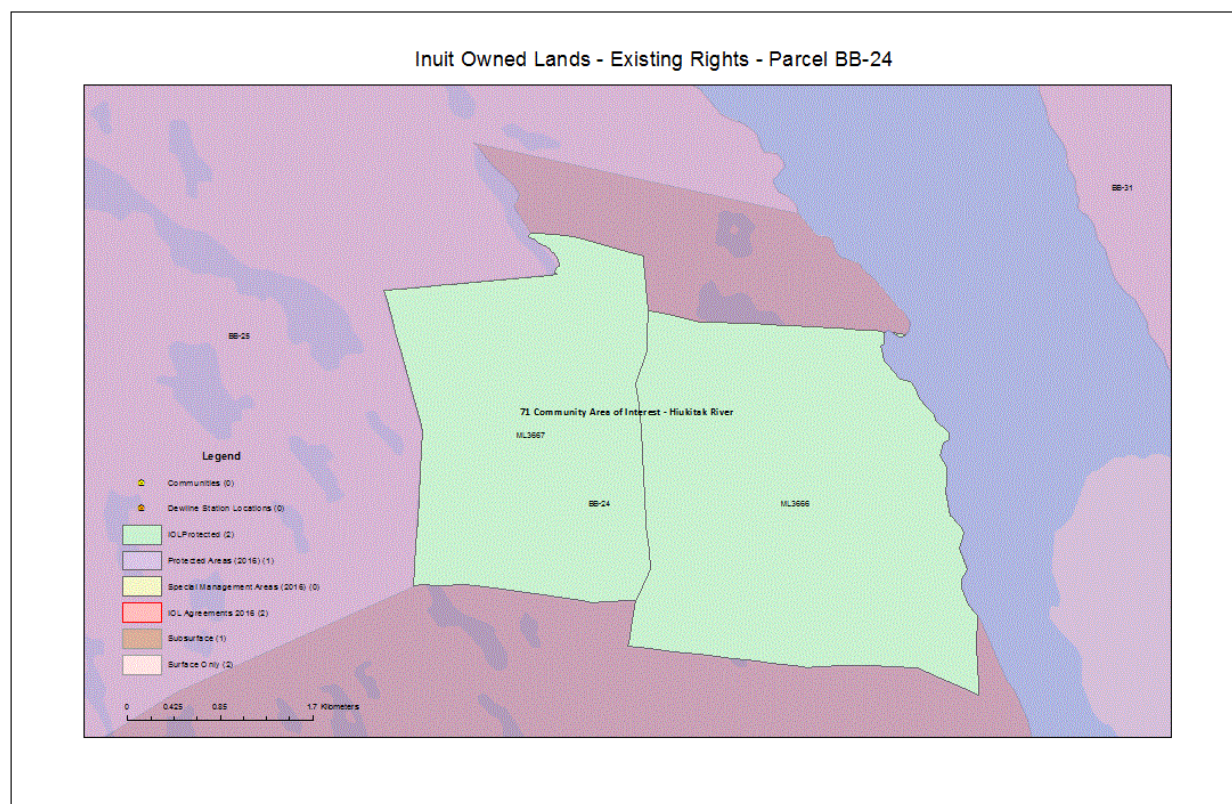 Inuit Owned Lands - Existing Rights - Parcel BB-24
BB-31
BB-25
71 Community Area of Interest - Hiukitak River
ML3667
BB-24
ML3666
Legend
Communities (0)
Dewline Station Locations (0)
IOLProtected (2)
Protected Areas (2016) (1)
Special Management Areas (2016) (0)
IOL Agreements 2016 (2)
Subsurface (1)
Surface Only (2)
0 0.425 0.85 1.7 Kilometers